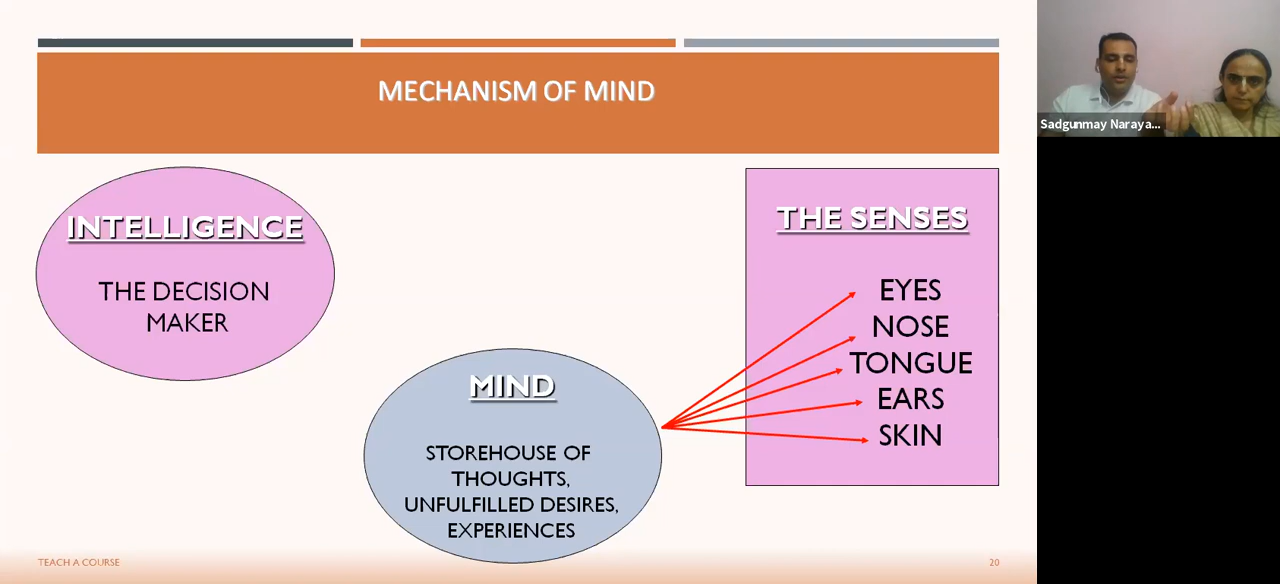 MECHANISM OF MIND
INTELLIGENCE
THE DECISION
MAKER
MIND
STOREHOUSE OF
THOUGHTS,
UNFULFILLED DESIRES,
EXPERIENCES
THE SENSES
EYES
NOSE
TONGUE
EARS
SKIN
Sadgunmay Naraya...
TEACH A COURSE
20